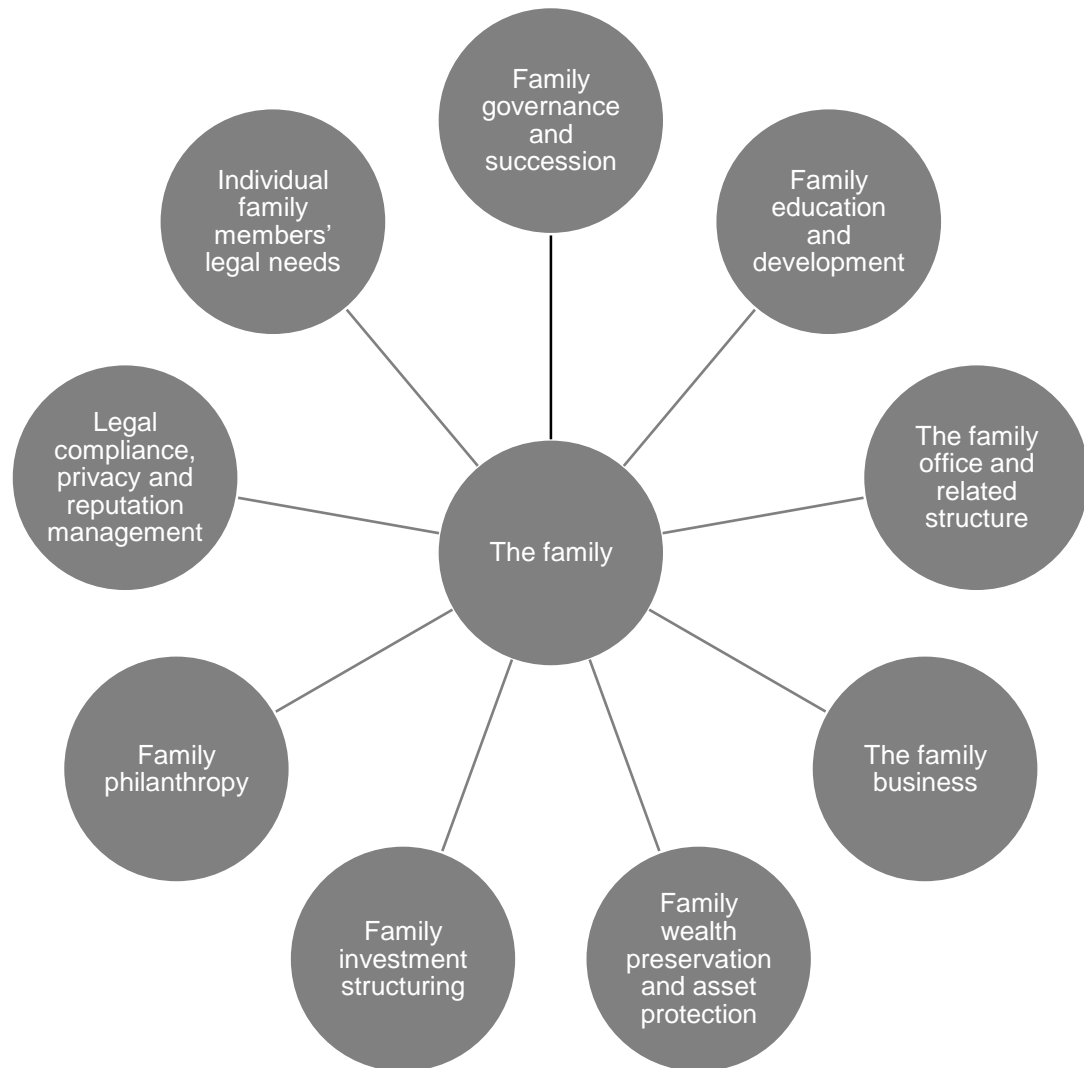 Family
governance
and
succession
Family
education
and
development
The family
office and
related
structure
The family
business
Family
wealth
preservation
and asset
protection
Family
investment
structuring
Family
philanthropy
Legal
compliance,
privacy and
reputation
management
Individual
family
members’
legal needs
The family